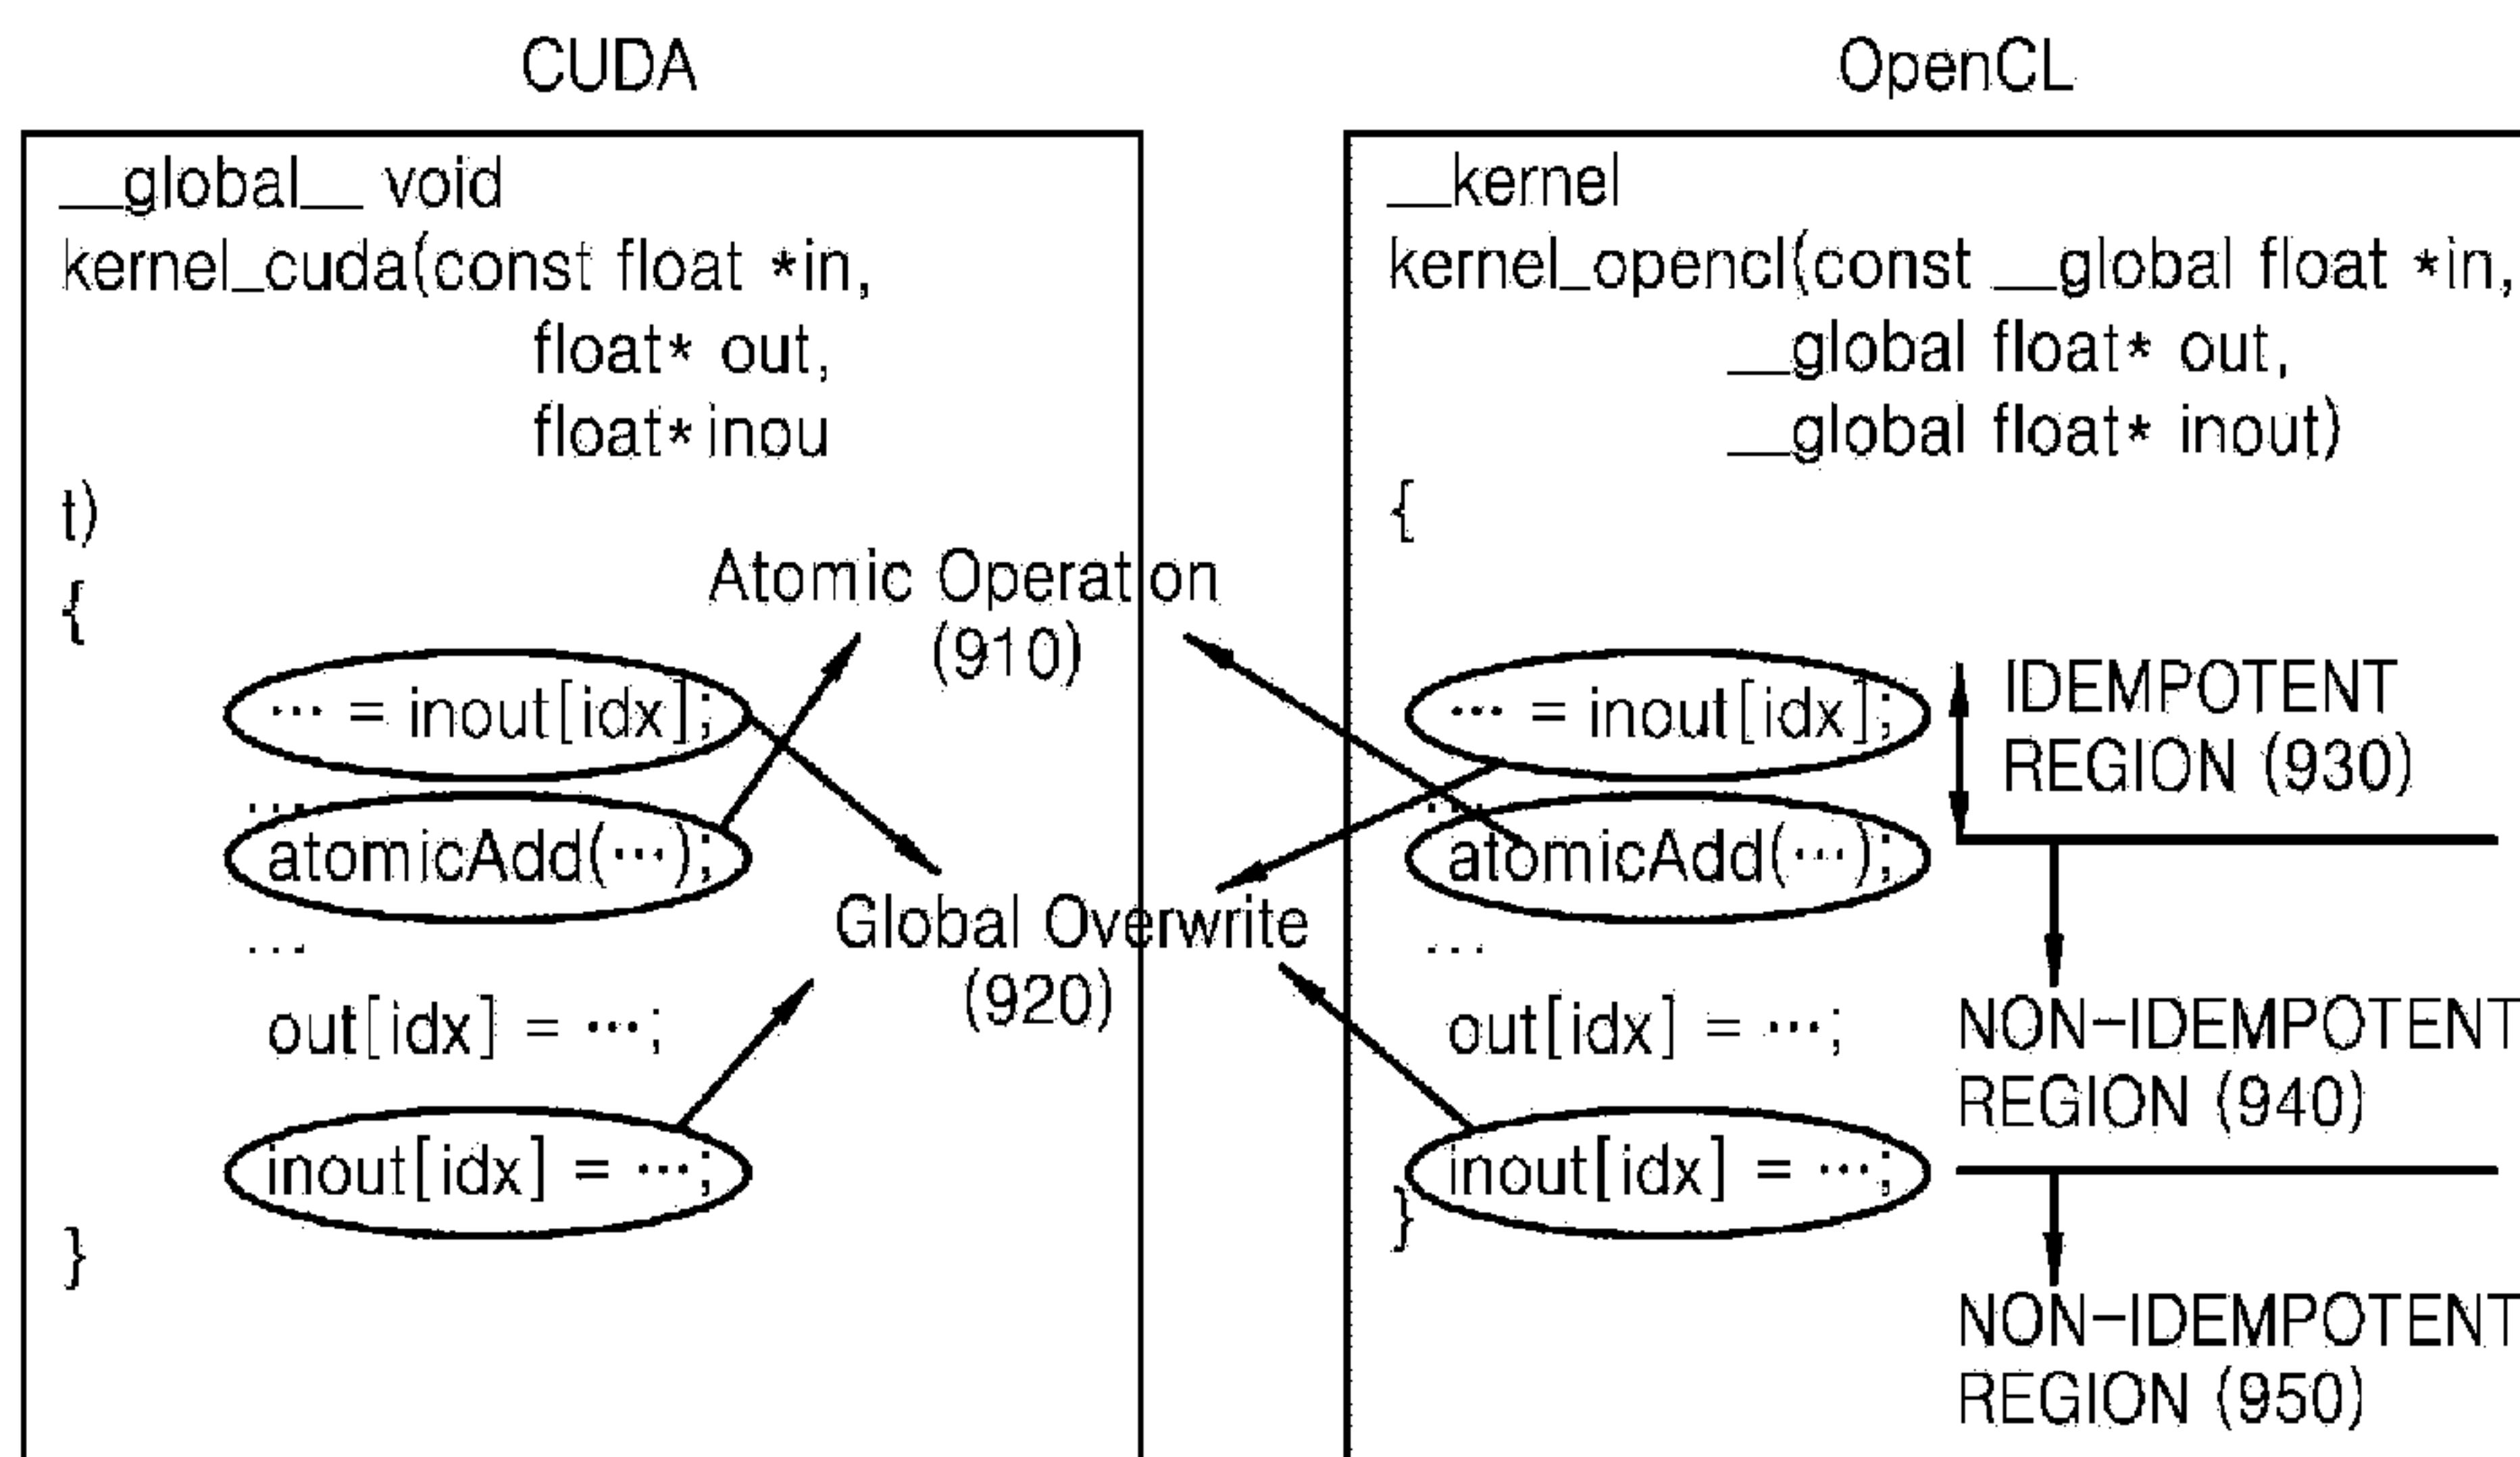 CUDA
__global__ void
kernel_cuda(const float *in,
float* out,
float* inou
t)
{
Atomic Operat on
(910)
… = inout[idx];
...
atomicAdd(…);
...
Global Overwrite
(920)
out[idx] = …;
inout[idx] = …;
}
OpenCL
__kernel
kernel_opencl(const __global float *in,
__global float* out,
__global float* inout)
{
… = inout[idx];
...
atomicAdd(…);
...
out[idx] = …;
inout[idx] = …;
}
IDEMPOTENT
REGION (930)
NON-IDEMPOTENT
REGION (940)
NON-IDEMPOTENT
REGION (950)